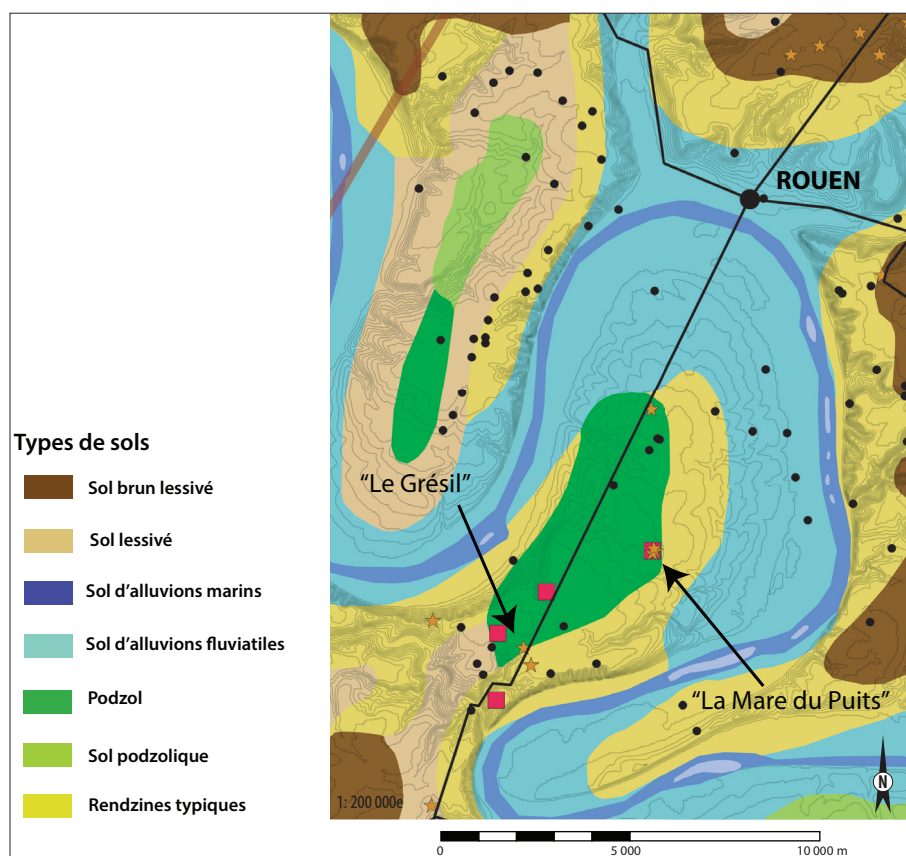 ROUEN
"Le Grésil"
"La Mare du Puits"
Types de sols
Sol brun lessivé
Sol lessivé
Sol d'alluvions marins
Sol d'alluvions fluviatiles
Podzol
Sol podzolique
Rendzines typiques
1: 200 000e
N
0 5 000 10 000 m